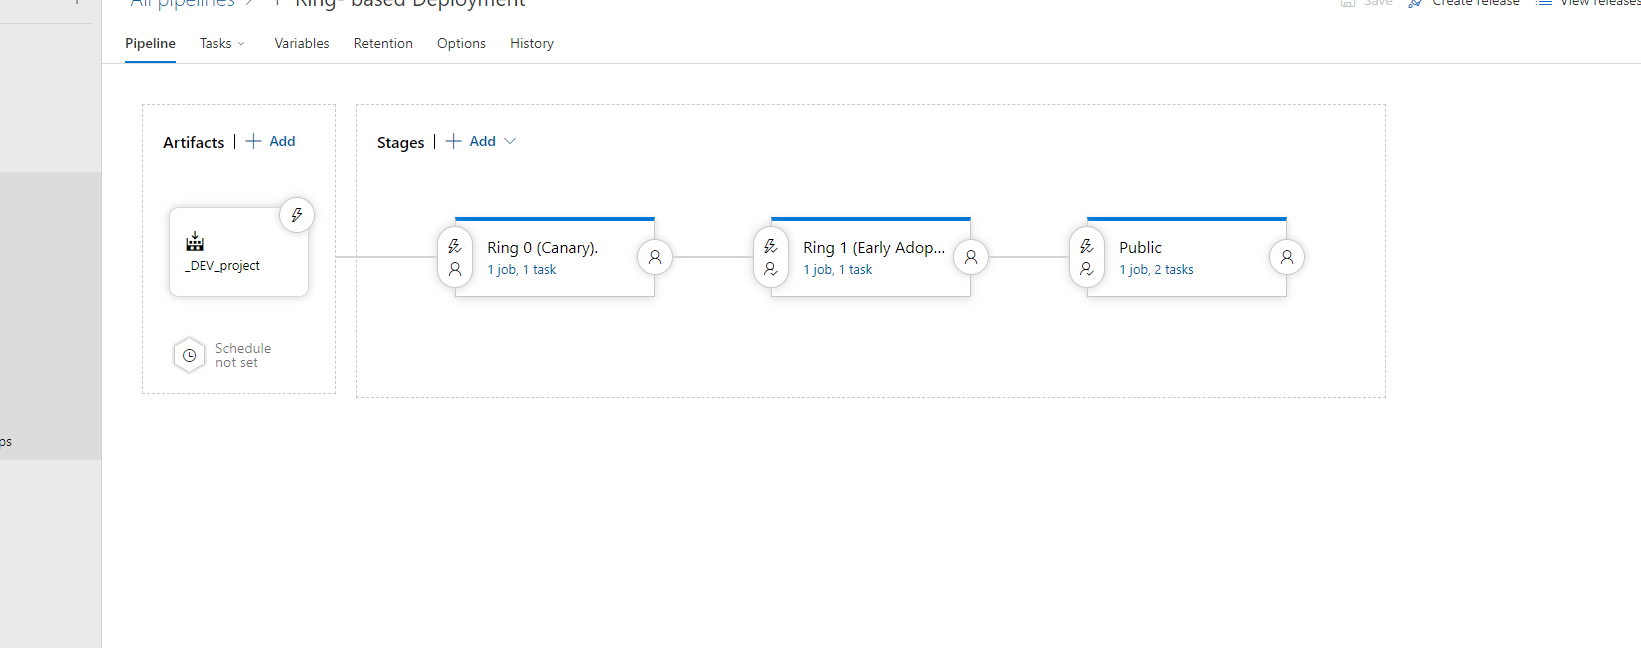 All pipelines > Ring- based Deployment
Save Create release View releases
Pipeline Tasks Variables Retention Options History
Artifacts | + Add
Stages | + Add
_DEV_project
Ring 0 (Canary).
1 job, 1 task
Ring 1 (Early Adop...
1 job, 1 task
Public
1 job, 2 tasks
Schedule
not set
ps